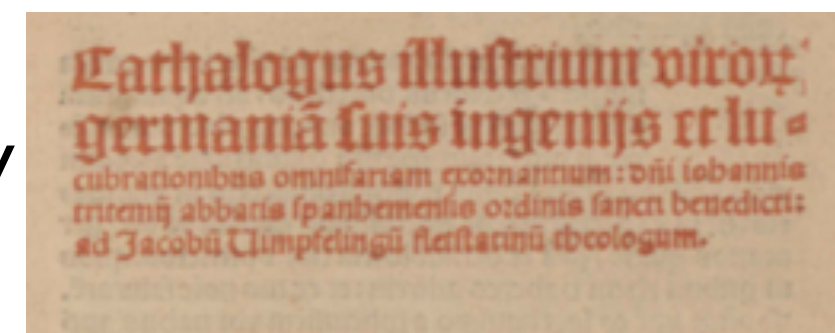 Cathalogus illustrium viroꝝ
germaniã suis ingenijs et lu⸗
cubrationibus omnifariam exornantium: dñi iohannis
tritemij abbatis spanhemensis ordinis sancti benedicti:
ad Jacobũ Uimpfelingũ sletstatinũ theologum.